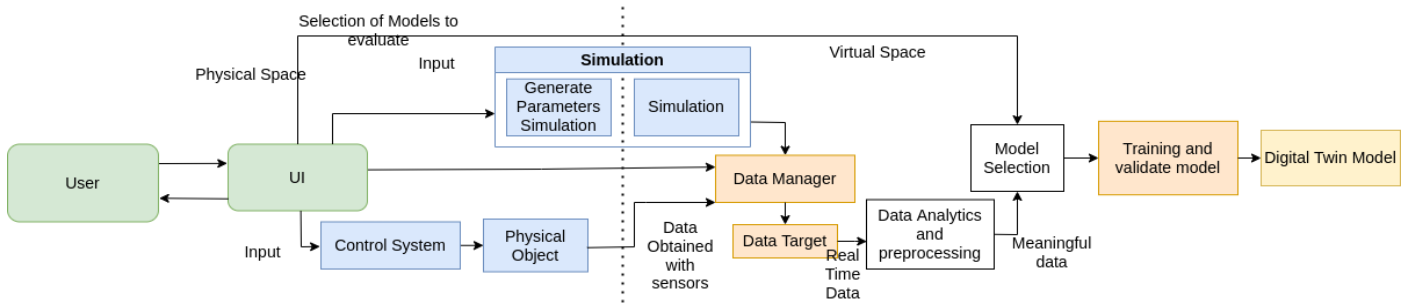 Selection of Models to
evaluate
Physical Space
Input
Virtual Space
Simulation
Generate
Parameters
Simulation
Simulation
User
UI
Data Manager
Model
Selection
Training and
validate model
Digital Twin Model
Input
Control System
Physical
Object
Data
Obtained
with
sensors
Data Target
Real
Time
Data
Data Analytics
and
preprocessing
Meaningful
data